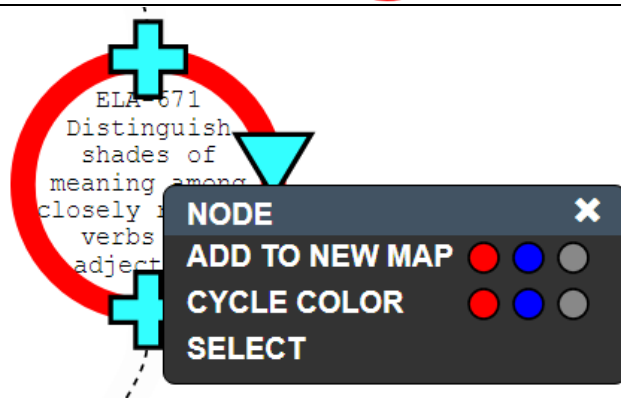 ELA-671
Distinguish
shades of
meaning among
closely
verbs
NODE
ADD TO NEW MAP
CYCLE COLOR
SELECT